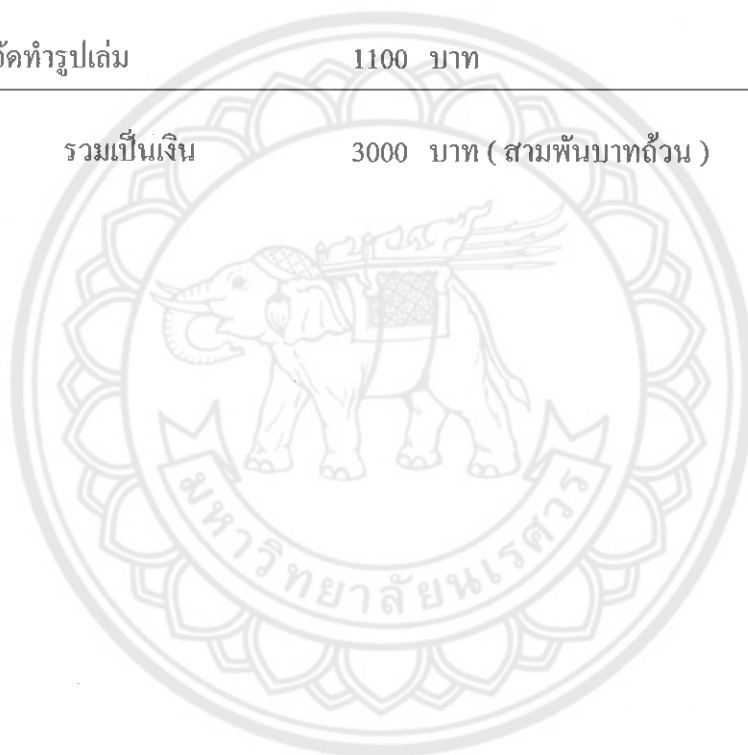 จัดทำรูปเล่ม 1100 บาท
รวมเป็นเงิน 3000 บาท ( สามพันบาทถ้วน )
มหาวิทยาลัยนเรศวร